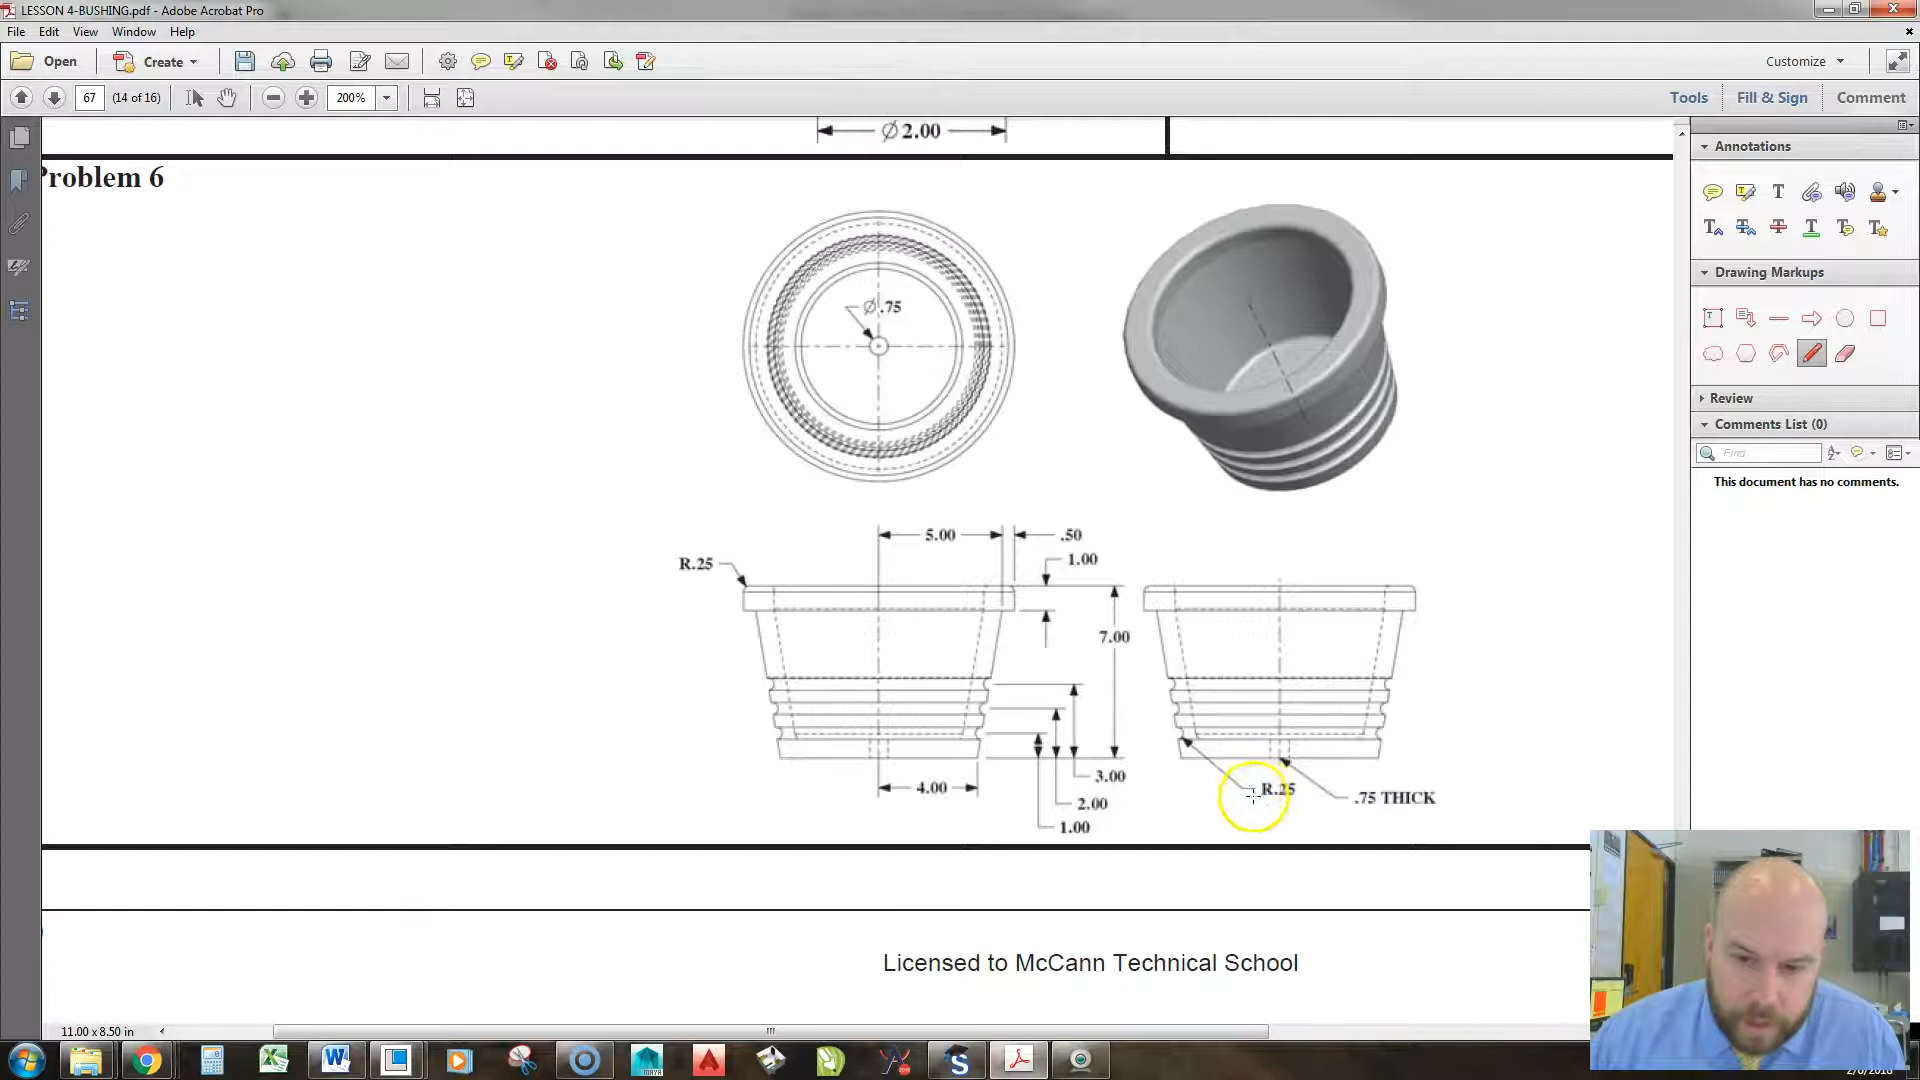 LESSON 4-BUSHING.pdf - Adobe Acrobat Pro
File Edit View Window Help
Open Create Customize
67 (14 of 16) 200% Tools Fill & Sign Comment
Ø 2.00
Problem 6
Ø .75
5.00 .50
1.00
R.25
7.00
4.00
3.00
2.00
1.00
R.25
.75 THICK
Licensed to McCann Technical School
11.00 x 8.50 in
Annotations
Drawing Markups
Review
Comments List (0)
Find
This document has no comments.